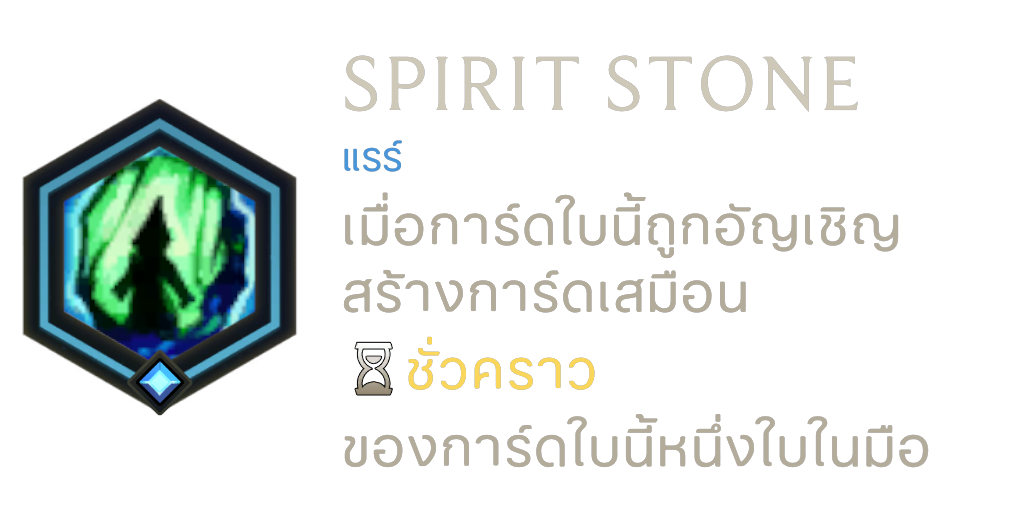 SPIRIT STONE
แรร์
เมื่อการ์ดใบนี้ถูกอัญเชิญ
สร้างการ์ดเสมือน
ชั่วคราว
ของการ์ดใบนี้หนึ่งใบในมือ